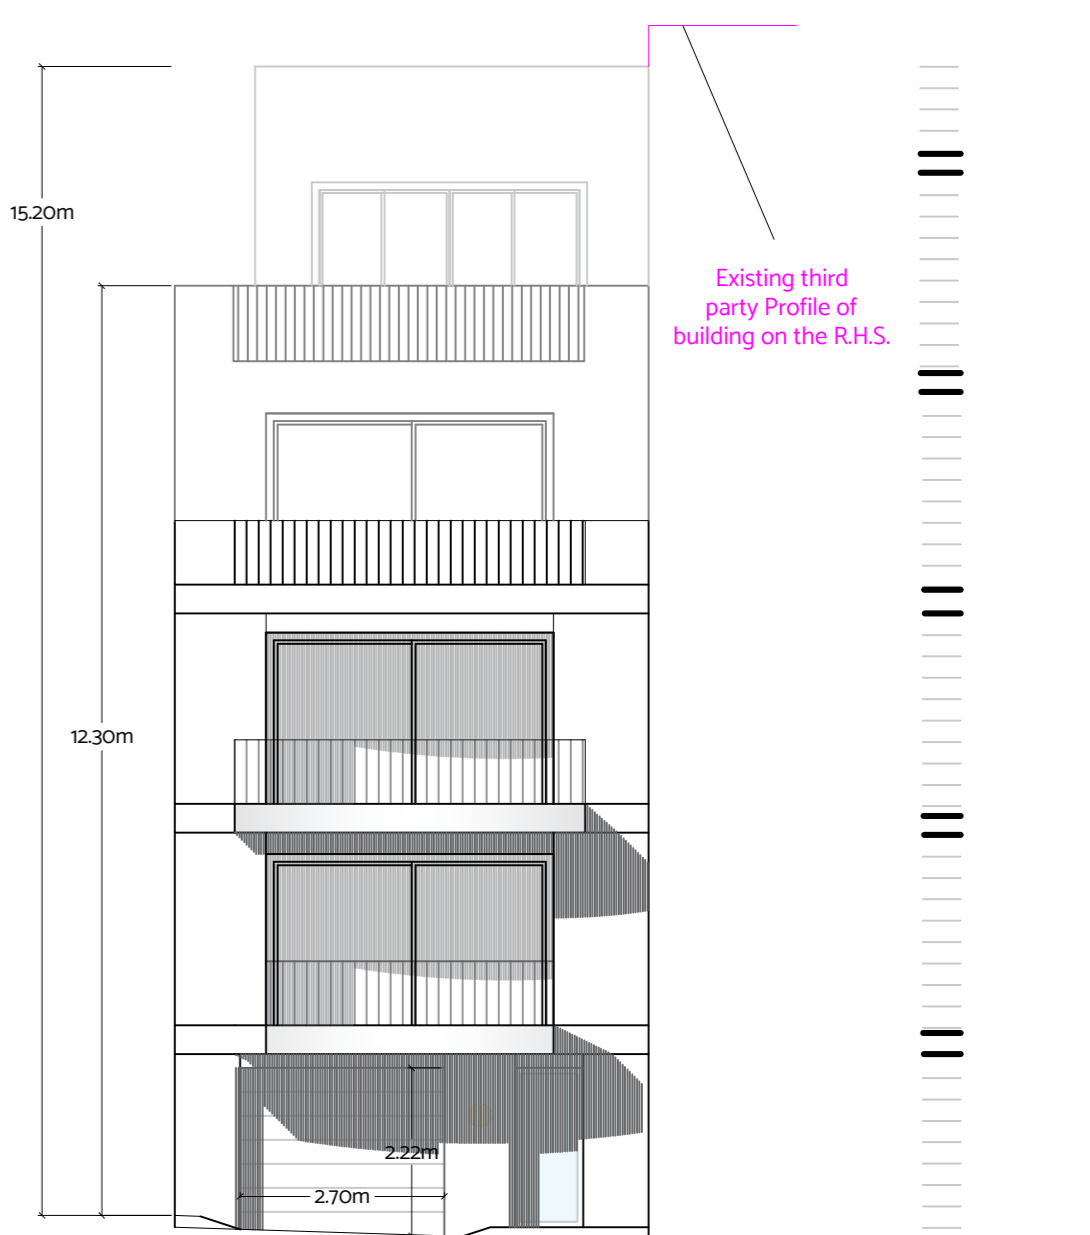 15.20m
Existing third
party Profile of
building on the R.H.S.
12.30m
2.22m
2.70m